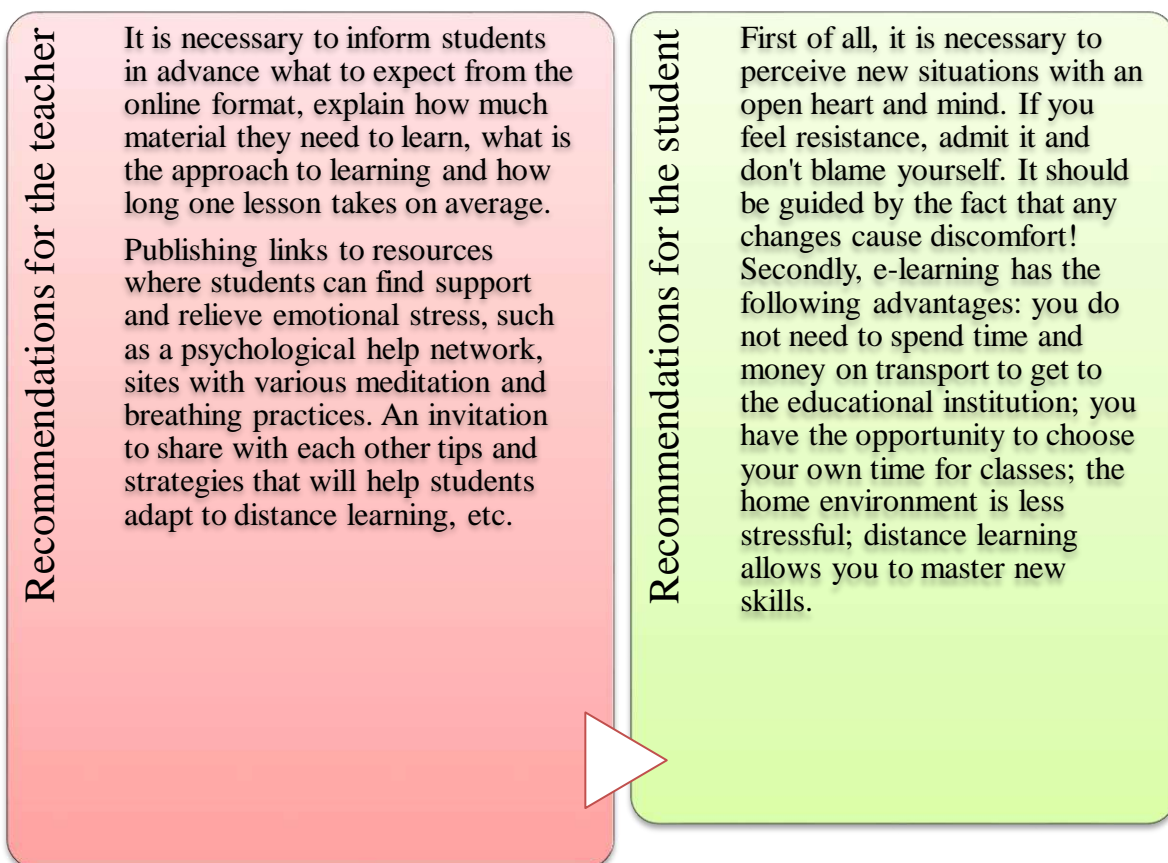 Recommendations for the teacher
It is necessary to inform students
in advance what to expect from the
online format, explain how much
material they need to learn, what is
the approach to learning and how
long one lesson takes on average.
Publishing links to resources
where students can find support
and relieve emotional stress, such
as a psychological help network,
sites with various meditation and
breathing practices. An invitation
to share with each other tips and
strategies that will help students
adapt to distance learning, etc.
Recommendations for the student
First of all, it is necessary to
perceive new situations with an
open heart and mind. If you
feel resistance, admit it and
don't blame yourself. It should
be guided by the fact that any
changes cause discomfort!
Secondly, e-learning has the
following advantages: you do
not need to spend time and
money on transport to get to
the educational institution; you
have the opportunity to choose
your own time for classes; the
home environment is less
stressful; distance learning
allows you to master new
skills.